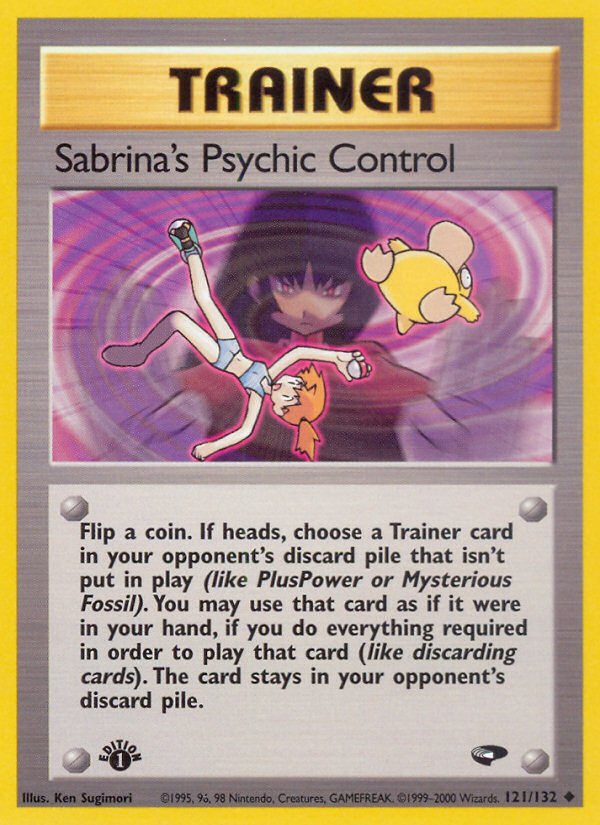 TRAINER
Sabrina's Psychic Control
Flip a coin. If heads, choose a Trainer card
in your opponent's discard pile that isn't
put in play (like PlusPower or Mysterious
Fossil). You may use that card as if it were
in your hand, if you do everything required
in order to play that card (like discarding
cards). The card stays in your opponent's
discard pile.
EDITION
1
Illus. Ken Sugimori ©1995, 96, 98 Nintendo, Creatures, GAMEFREAK. ©1999–2000 Wizards. 121/132